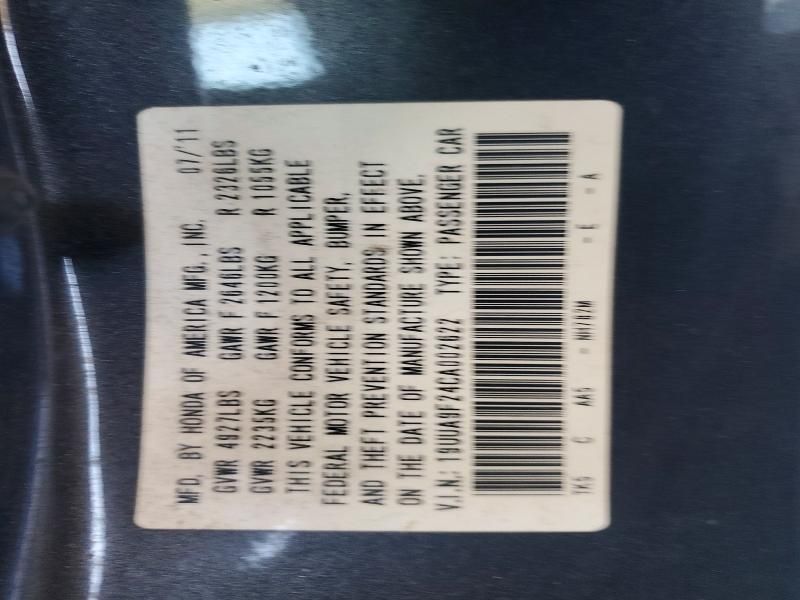 MFD. BY HONDA OF AMERICA MFG., INC. 07/11
GVWR 4927LBS GAWR F 2646LBS R 2326LBS
GVWR 2235KG GAWR F 1200KG R 1055KG
THIS VEHICLE CONFORMS TO ALL APPLICABLE
FEDERAL MOTOR VEHICLE SAFETY, BUMPER,
AND THEFT PREVENTION STANDARDS IN EFFECT
ON THE DATE OF MANUFACTURE SHOWN ABOVE.
V.I.N.: 19UUA9F24CA002622 TYPE: PASSENGER CAR
TK5 C AA5 NH782M E A